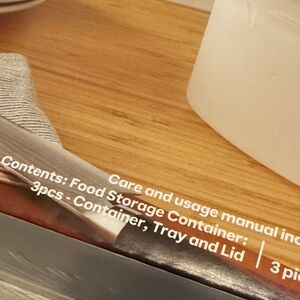 Care and usage manual inc
Contents: Food Storage Container:
3pcs - Container, Tray and Lid
3 pi